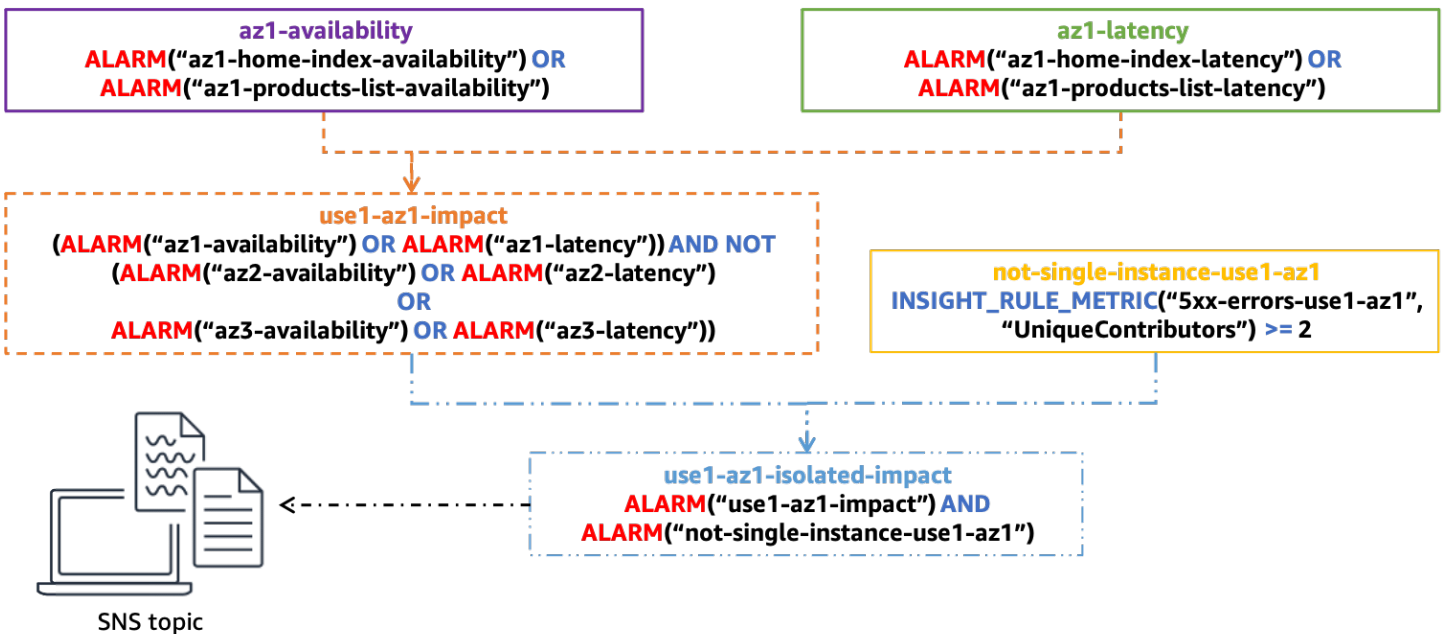 az1-availability
ALARM(“az1-home-index-availability”) OR
ALARM(“az1-products-list-availability”)
az1-latency
ALARM(“az1-home-index-latency”) OR
ALARM(“az1-products-list-latency”)
use1-az1-impact
(ALARM(“az1-availability”) OR ALARM(“az1-latency”)) AND NOT
(ALARM(“az2-availability”) OR ALARM(“az2-latency”)
OR
ALARM(“az3-availability”) OR ALARM(“az3-latency”))
not-single-instance-use1-az1
INSIGHT_RULE_METRIC(“5xx-errors-use1-az1”,
“UniqueContributors”) >= 2
use1-az1-isolated-impact
ALARM(“use1-az1-impact”) AND
ALARM(“not-single-instance-use1-az1”)
SNS topic